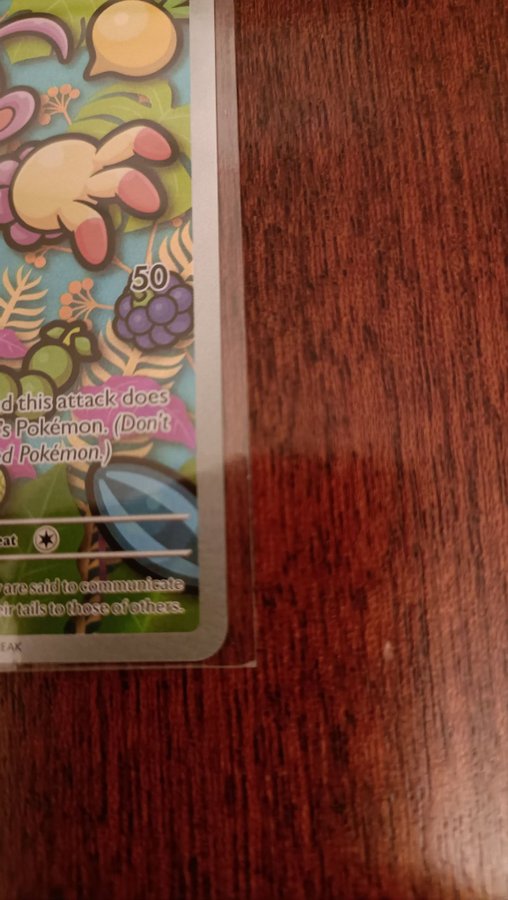 50
d this attack does
's Pokémon. (Don't
d Pokémon.)
eat
are said to communicate
eir tails to those of others.
EAK